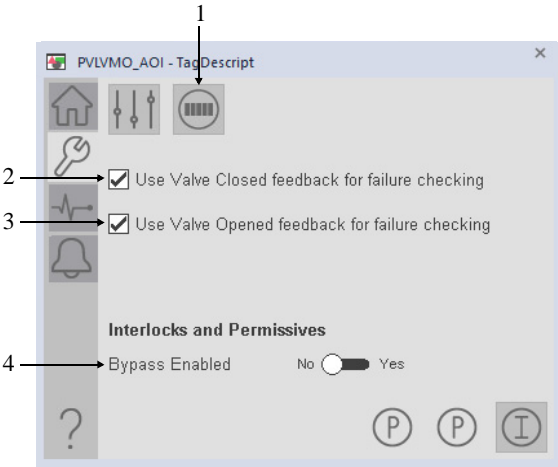 1
PVLVMO_AOI - TagDescript
×
2
Use Valve Closed feedback for failure checking
3
Use Valve Opened feedback for failure checking
Interlocks and Permissives
4
Bypass Enabled No Yes
? P P I